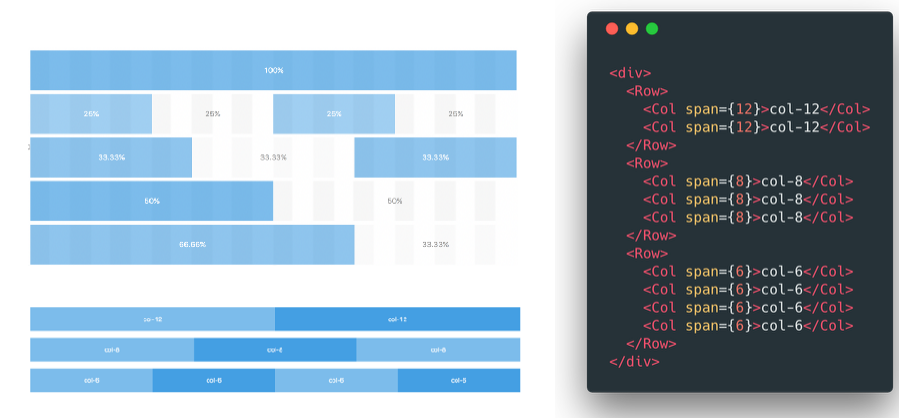 100%
25% 25% 25% 25%
33.33% 33.33% 33.33%
50% 50%
66.66% 33.33%
col-12 col-12
col-8 col-8 col-8
col-6 col-6 col-6 col-6
<div>
<Row>
<Col span={12}>col-12</Col>
<Col span={12}>col-12</Col>
</Row>
<Row>
<Col span={8}>col-8</Col>
<Col span={8}>col-8</Col>
<Col span={8}>col-8</Col>
</Row>
<Row>
<Col span={6}>col-6</Col>
<Col span={6}>col-6</Col>
<Col span={6}>col-6</Col>
<Col span={6}>col-6</Col>
</Row>
</div>